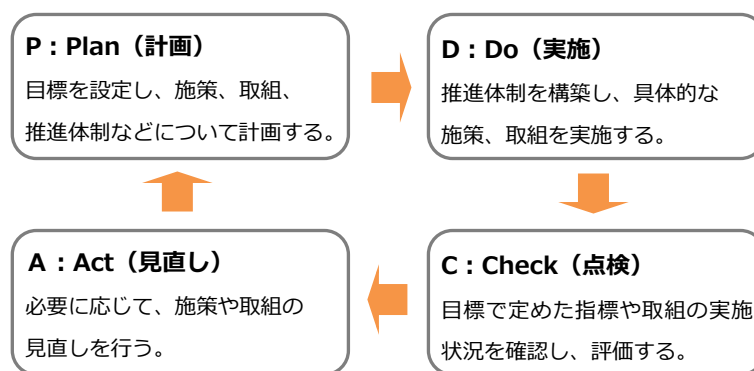 P：Plan（計画）
目標を設定し、施策、取組、
推進体制などについて計画する。
D：Do（実施）
推進体制を構築し、具体的な
施策、取組を実施する。
A：Act（見直し）
必要に応じて、施策や取組の
見直しを行う。
C：Check（点検）
目標で定めた指標や取組の実施
状況を確認し、評価する。